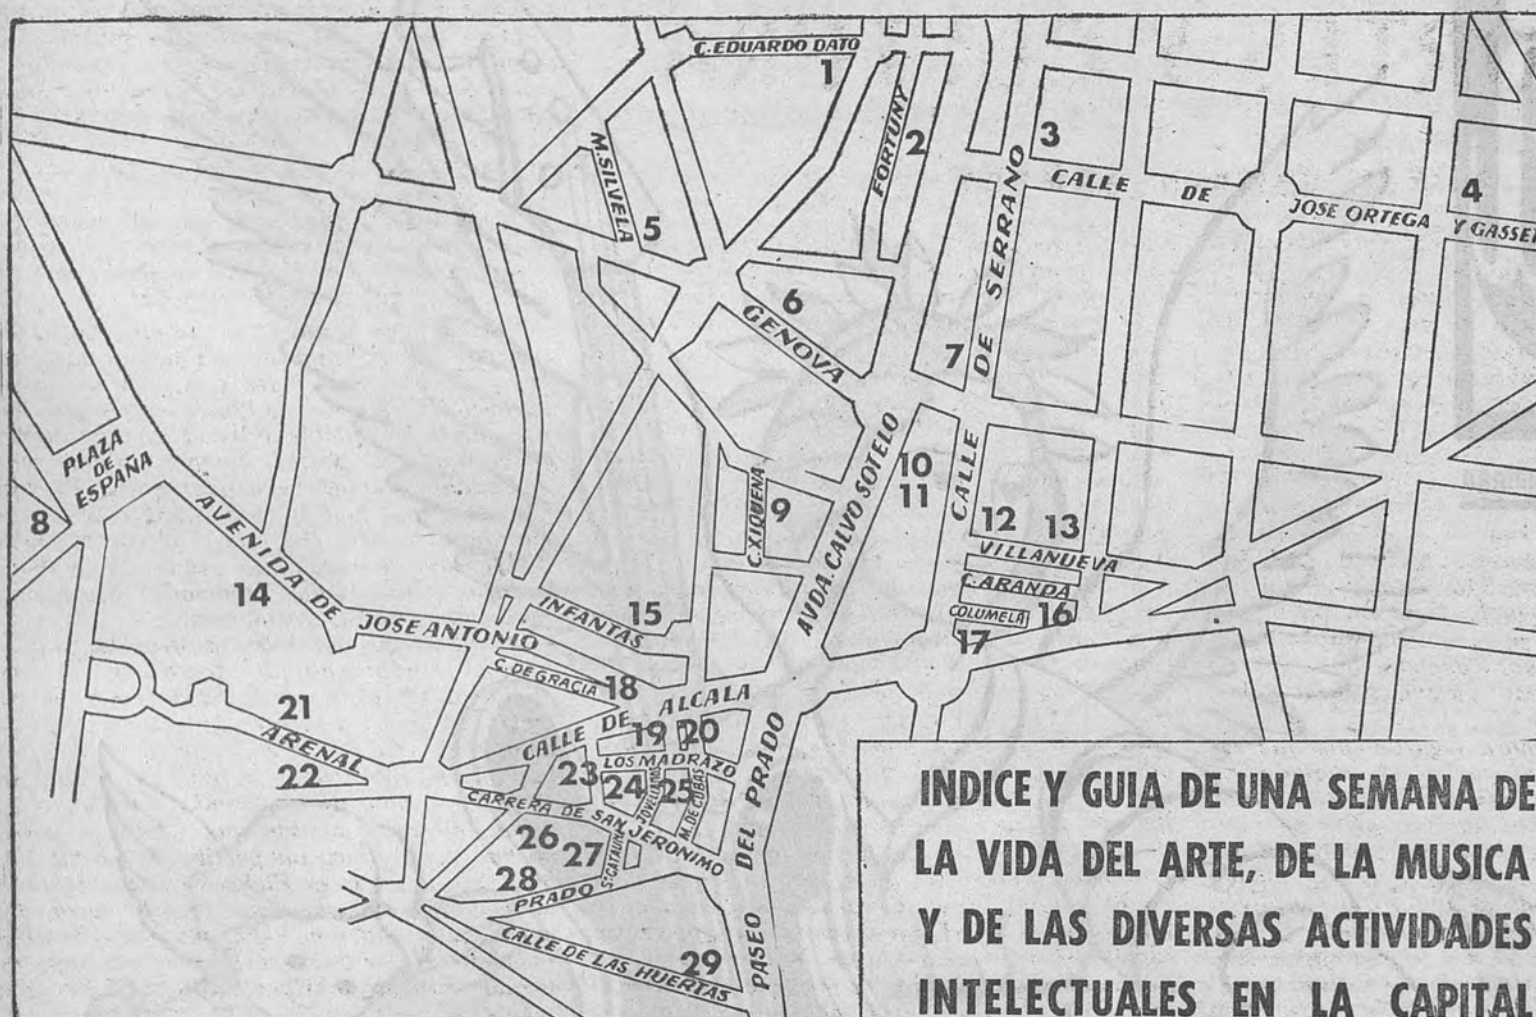 C. EDUARDO DATO
1
FORTUNY
2
3
M. SILVELA
5
CALLE DE
JOSE ORTEGA Y GASSET
4
6
GENOVA
7
CALLE DE SERRANO
PLAZA
DE
ESPAÑA
8
C. XIQUENA
9
AVDA. CALVO SOTELO
10
11
12
13
VILLANUEVA
C. ARANDA
COLUMELA
16
17
AVENIDA DE
JOSE ANTONIO
14
INFANTAS
15
C. DE GRACIA
18
CALLE DE ALCALA
19
20
LOS MADRAZO
21
ARENAL
22
23
24
JOVELLANOS
25
M. DE CUBAS
CARRERA DE SAN JERONIMO
26
27
28
PRADO
CALLE DE LAS HUERTAS
29
PASEO DEL PRADO
INDICE Y GUIA DE UNA SEMANA DE
LA VIDA DEL ARTE, DE LA MUSICA
Y DE LAS DIVERSAS ACTIVIDADES
INTELECTUALES EN LA CAPITAL